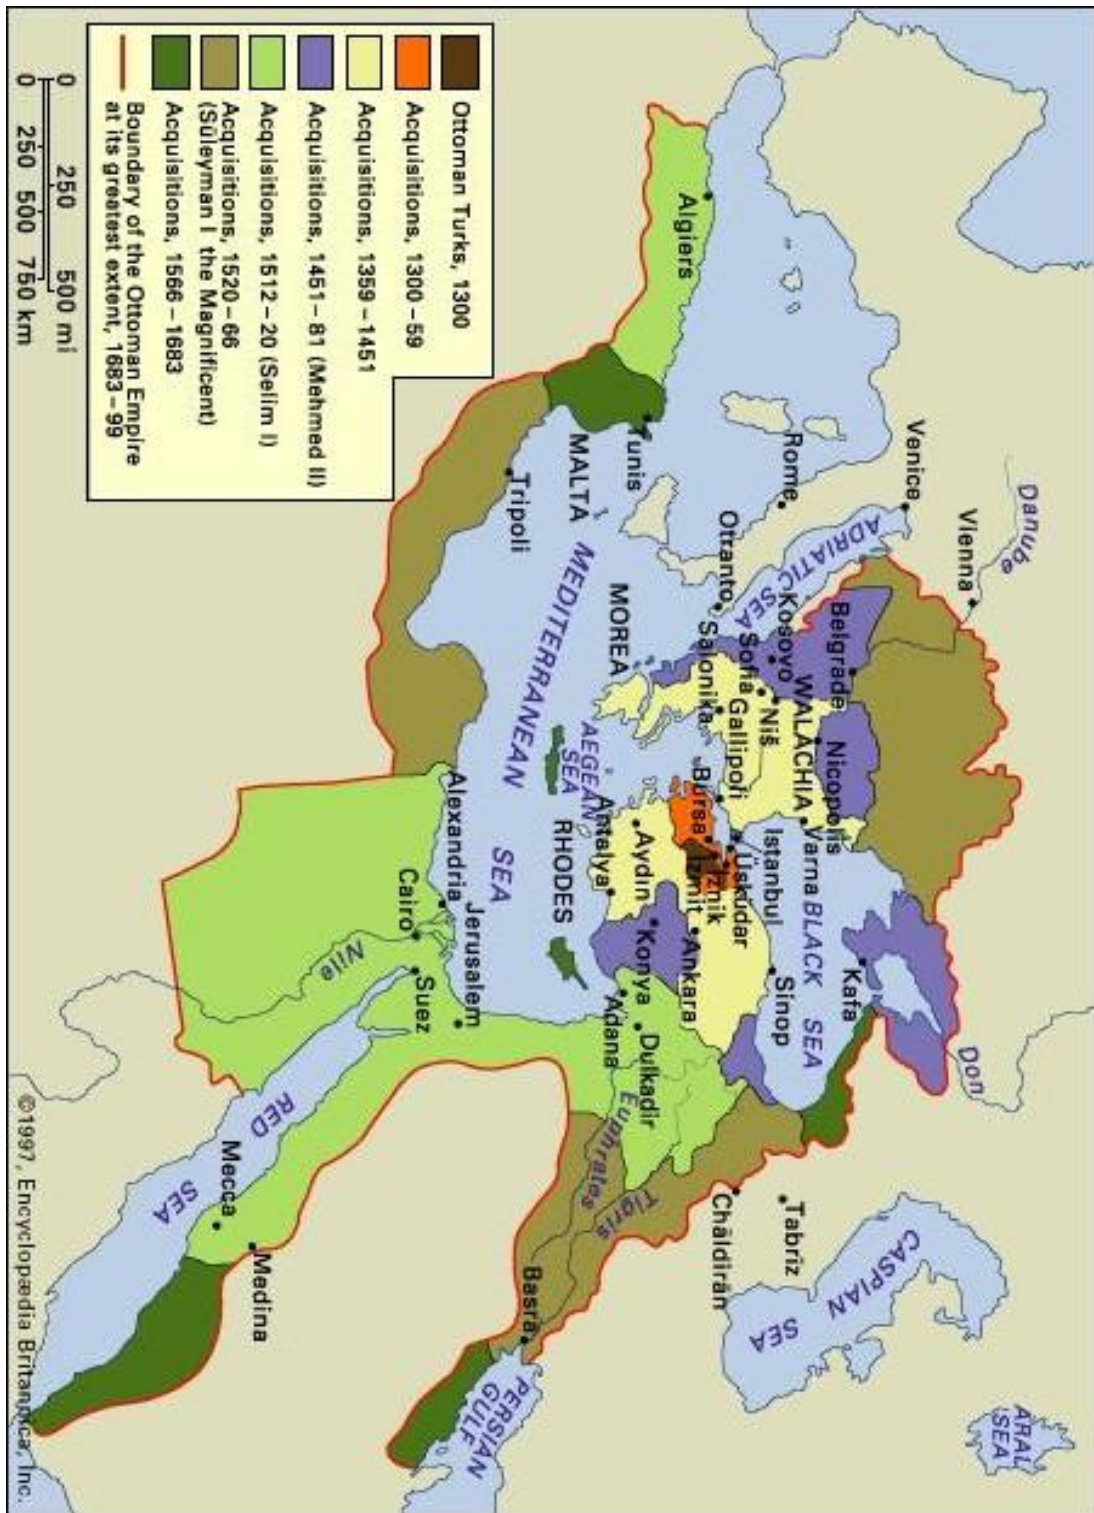 Danube
Vienna
Venice
ADRIATIC
SEA
Rome
Otranto
Belgrade
Kosovo
WALACHIA
Nicopolis
Niš
Sofia
Salonika
Gallipoli
Varna
Istanbul
Üsküdar
İznik
İzmit
Bursa
BLACK SEA
Kafa
Don
Sinop
Ankara
Konya
Aydın
Antalya
Adana
Dulkadir
MOREA
AEGEAN
SEA
RHODES
CASPIAN
SEA
ARAL
SEA
Tabrīz
Chāldirān
Tigris
Euphrates
Basra
PERSIAN
GULF
Algiers
Tunis
MALTA
Tripoli
MEDITERRANEAN SEA
Alexandria
Jerusalem
Cairo
Suez
Nile
RED
SEA
Mecca
Medina
Ottoman Turks, 1300
Acquisitions, 1300–59
Acquisitions, 1359–1451
Acquisitions, 1451–81 (Mehmed II)
Acquisitions, 1512–20 (Selim I)
Acquisitions, 1520–66
(Süleyman I the Magnificent)
Acquisitions, 1566–1683
Boundary of the Ottoman Empire
at its greatest extent, 1683–99
0 250 500 mi
0 250 500 750 km
©1997, Encyclopædia Britannica, Inc.